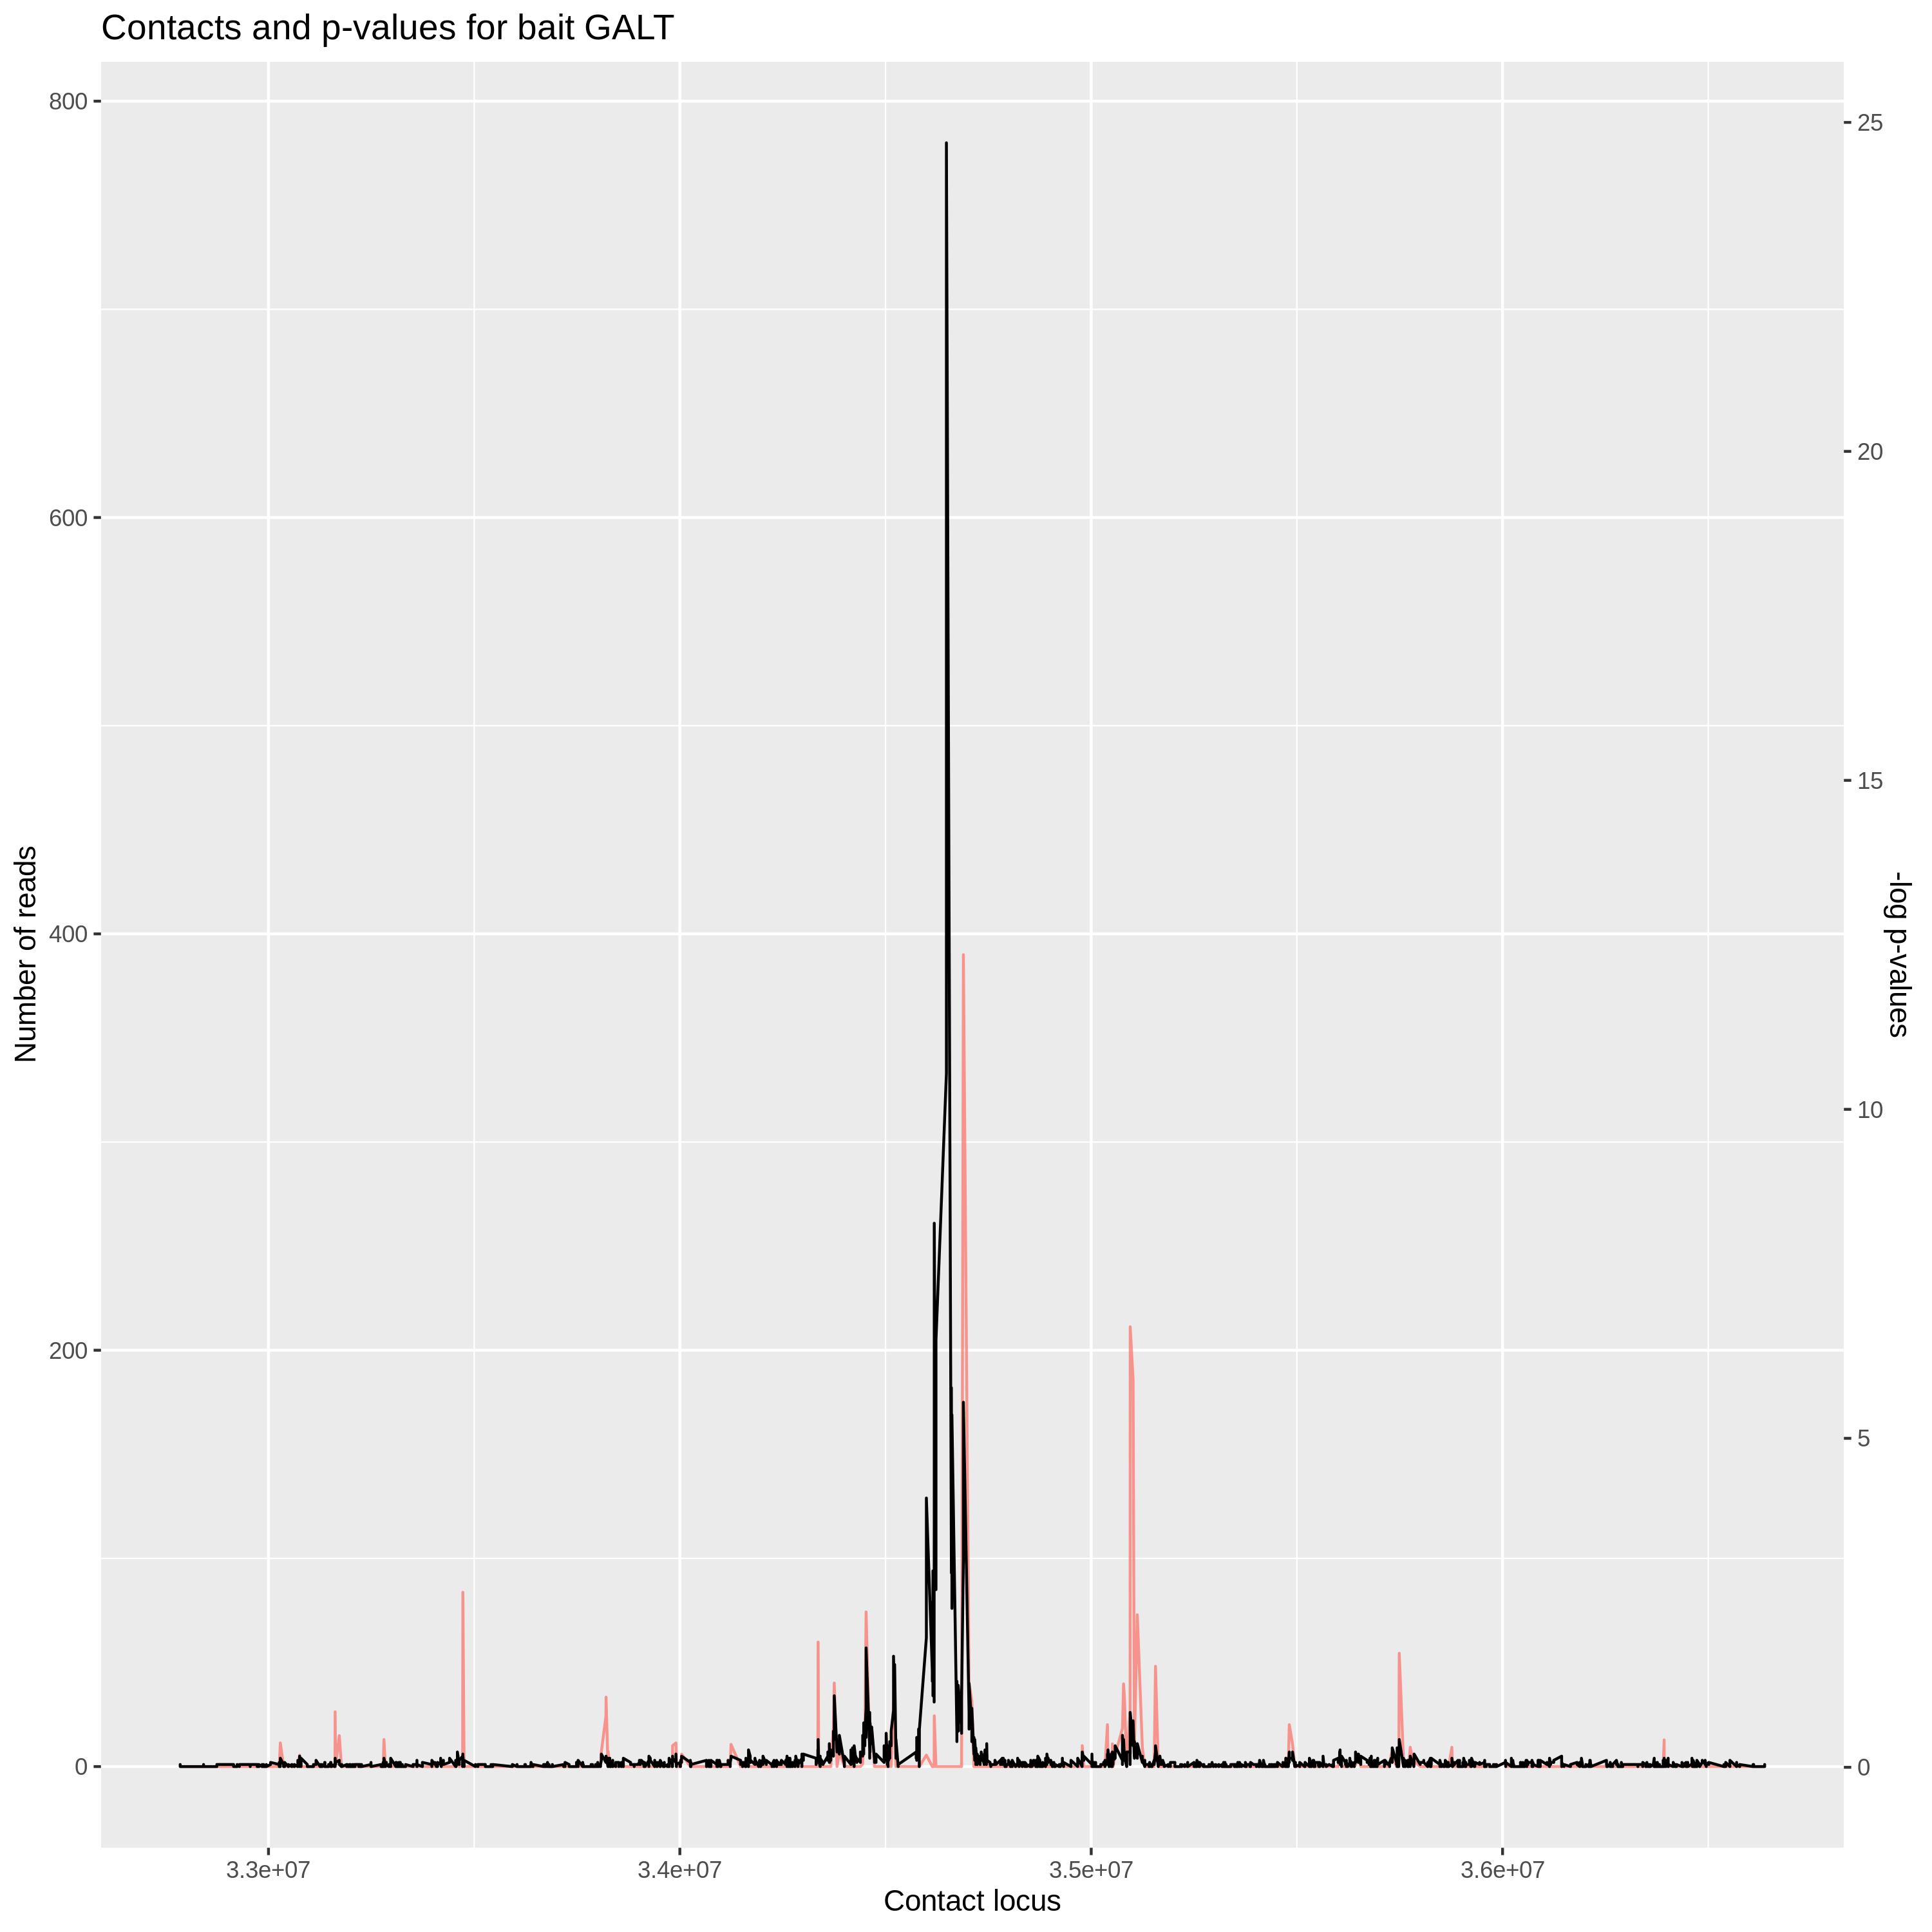 Contacts and p-values for bait GALT
800
600
400
200
0
Number of reads
25
20
15
10
5
0
-log p-values
3.3e+07
3.4e+07
3.5e+07
3.6e+07
Contact locus